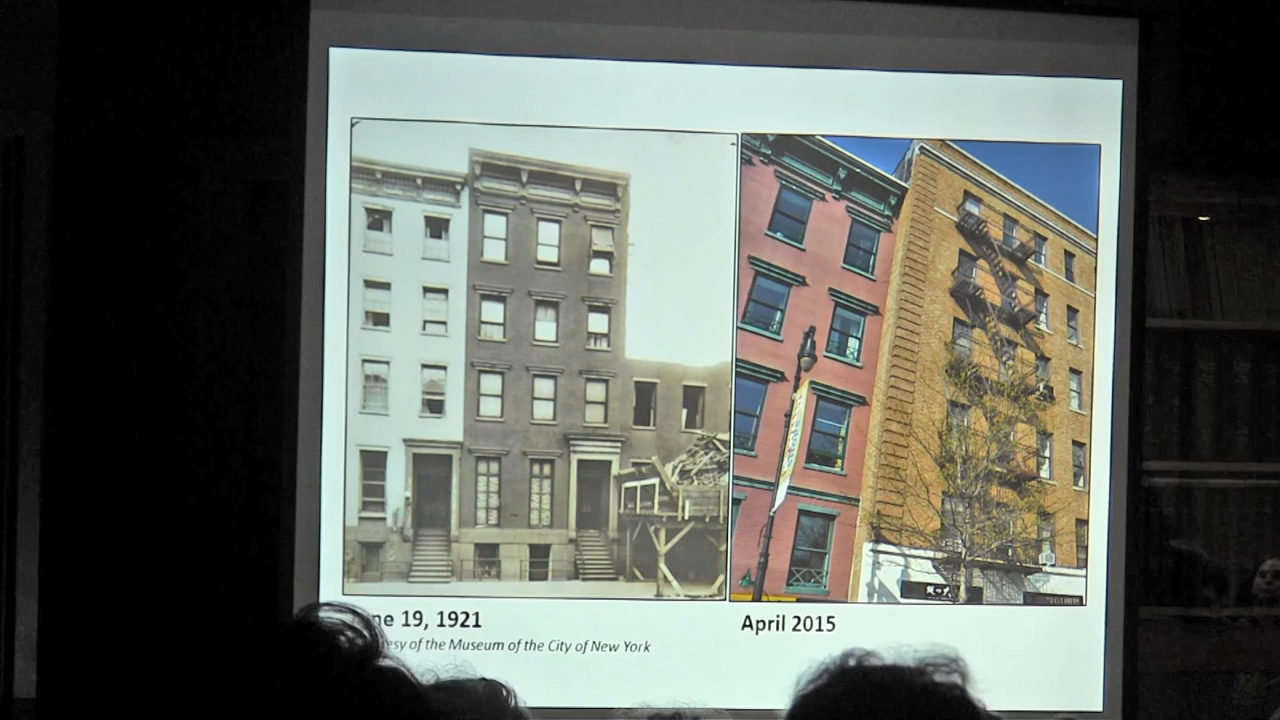 ne 19, 1921
esy of the Museum of the City of New York
April 2015